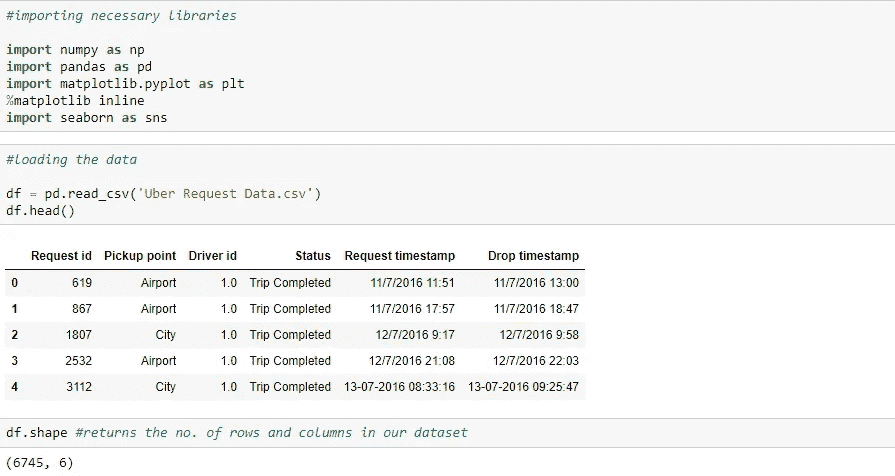 #importing necessary libraries
import numpy as np
import pandas as pd
import matplotlib.pyplot as plt
%matplotlib inline
import seaborn as sns
#loading the data
df = pd.read_csv('Uber Request Data.csv')
df.head()
Request id Pickup point Driver id Status Request timestamp Drop timestamp
0 619 Airport 1.0 Trip Completed 11/7/2016 11:51 11/7/2016 13:00
1 867 Airport 1.0 Trip Completed 11/7/2016 17:57 11/7/2016 18:47
2 1807 City 1.0 Trip Completed 12/7/2016 9:17 12/7/2016 9:58
3 2532 Airport 1.0 Trip Completed 12/7/2016 21:08 12/7/2016 22:03
4 3112 City 1.0 Trip Completed 13-07-2016 08:33:16 13-07-2016 09:25:47
df.shape #returns the no. of rows and columns in our dataset
(6745, 6)